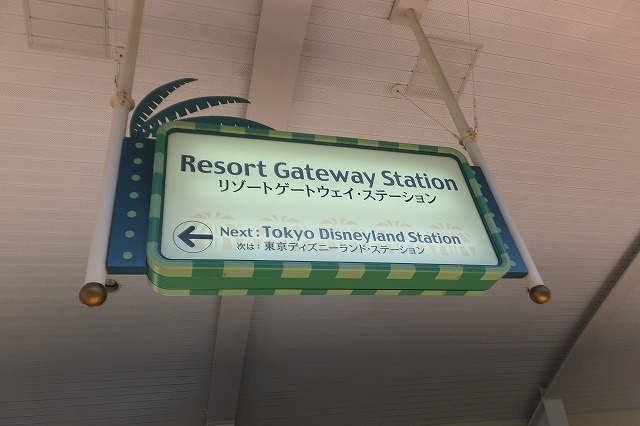 Resort Gateway Station
リゾートゲートウェイ・ステーション
Next : Tokyo Disneyland Station
次は : 東京ディズニーランド・ステーション